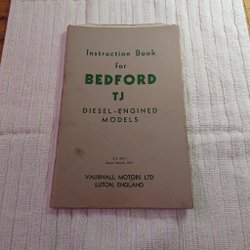 Instruction Book
for
BEDFORD
TJ
DIESEL-ENGINED
MODELS
VAUXHALL MOTORS LTD
LUTON, ENGLAND